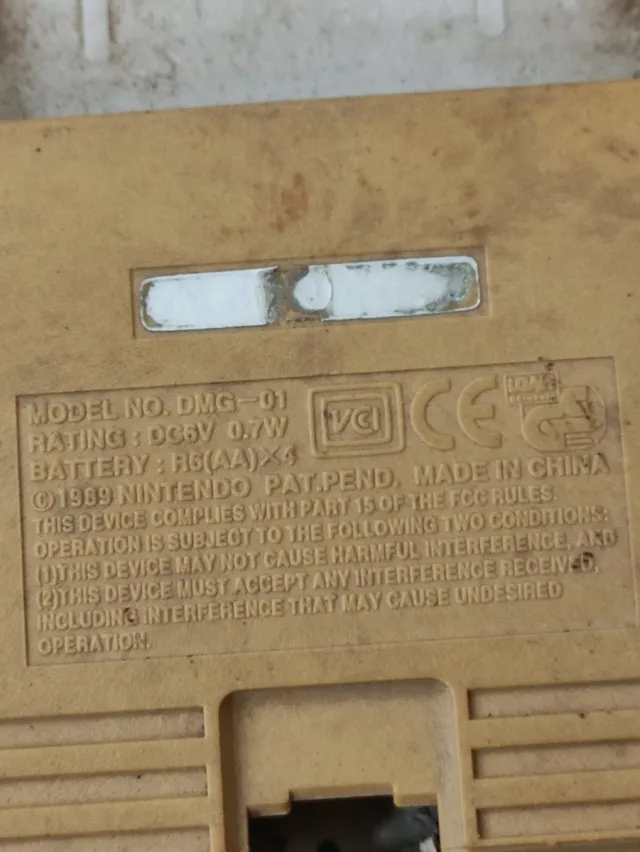 MODEL NO. DMG-01
RATING : DC6V 0.7W
BATTERY : R6(AA)×4
VCI
CE
GS
©1989 NINTENDO PAT.PEND. MADE IN CHINA
THIS DEVICE COMPLIES WITH PART 15 OF THE FCC RULES.
OPERATION IS SUBJECT TO THE FOLLOWING TWO CONDITIONS:
(1)THIS DEVICE MAY NOT CAUSE HARMFUL INTERFERENCE, AND
(2)THIS DEVICE MUST ACCEPT ANY INTERFERENCE RECEIVED,
INCLUDING INTERFERENCE THAT MAY CAUSE UNDESIRED
OPERATION.